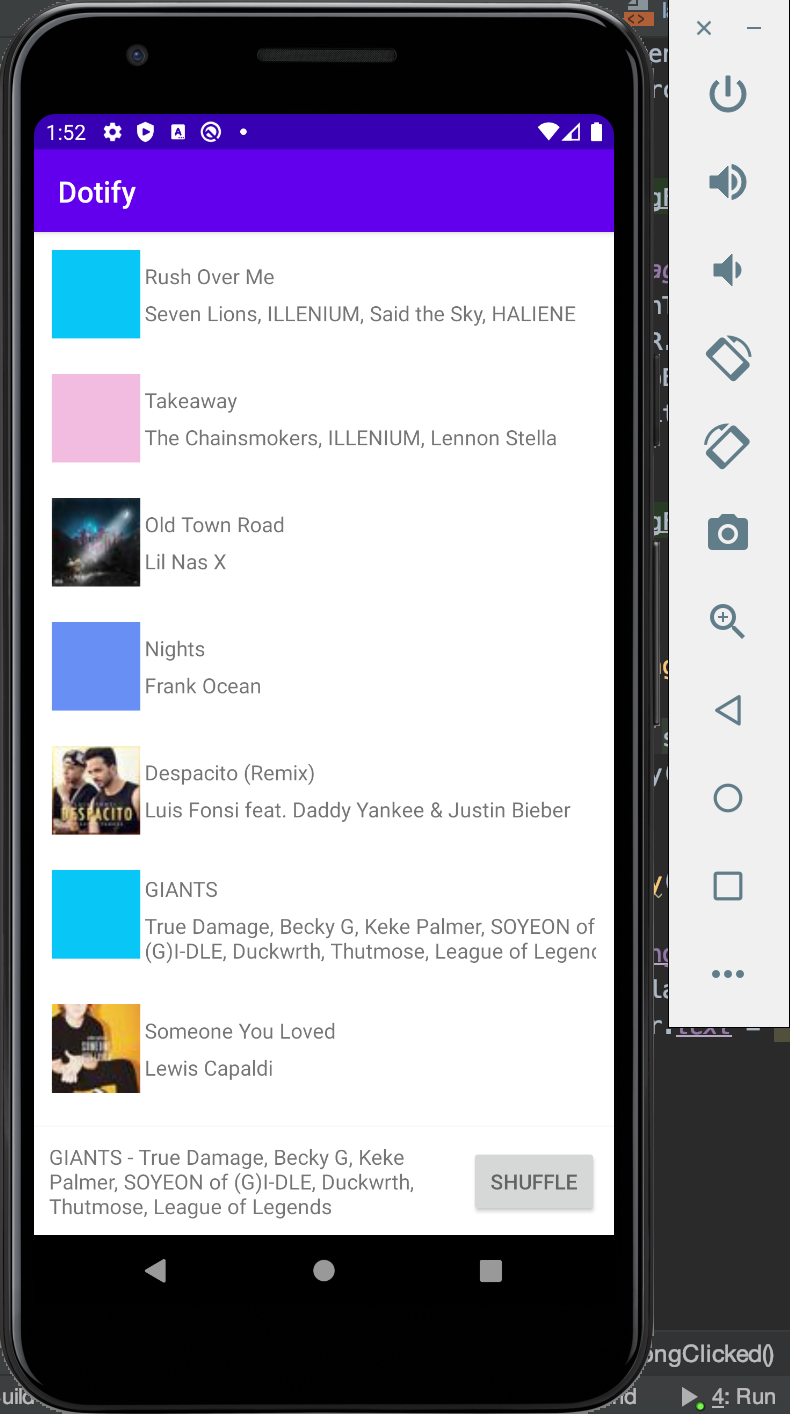 1:52
Dotify
Rush Over Me
Seven Lions, ILLENIUM, Said the Sky, HALIENE
Takeaway
The Chainsmokers, ILLENIUM, Lennon Stella
Old Town Road
Lil Nas X
Nights
Frank Ocean
DESPACITO
Despacito (Remix)
Luis Fonsi feat. Daddy Yankee & Justin Bieber
GIANTS
True Damage, Becky G, Keke Palmer, SOYEON of
(G)I-DLE, Duckwrth, Thutmose, League of Legend
Someone You Loved
Lewis Capaldi
GIANTS - True Damage, Becky G, Keke
Palmer, SOYEON of (G)I-DLE, Duckwrth,
Thutmose, League of Legends
SHUFFLE
ongClicked()
4: Run